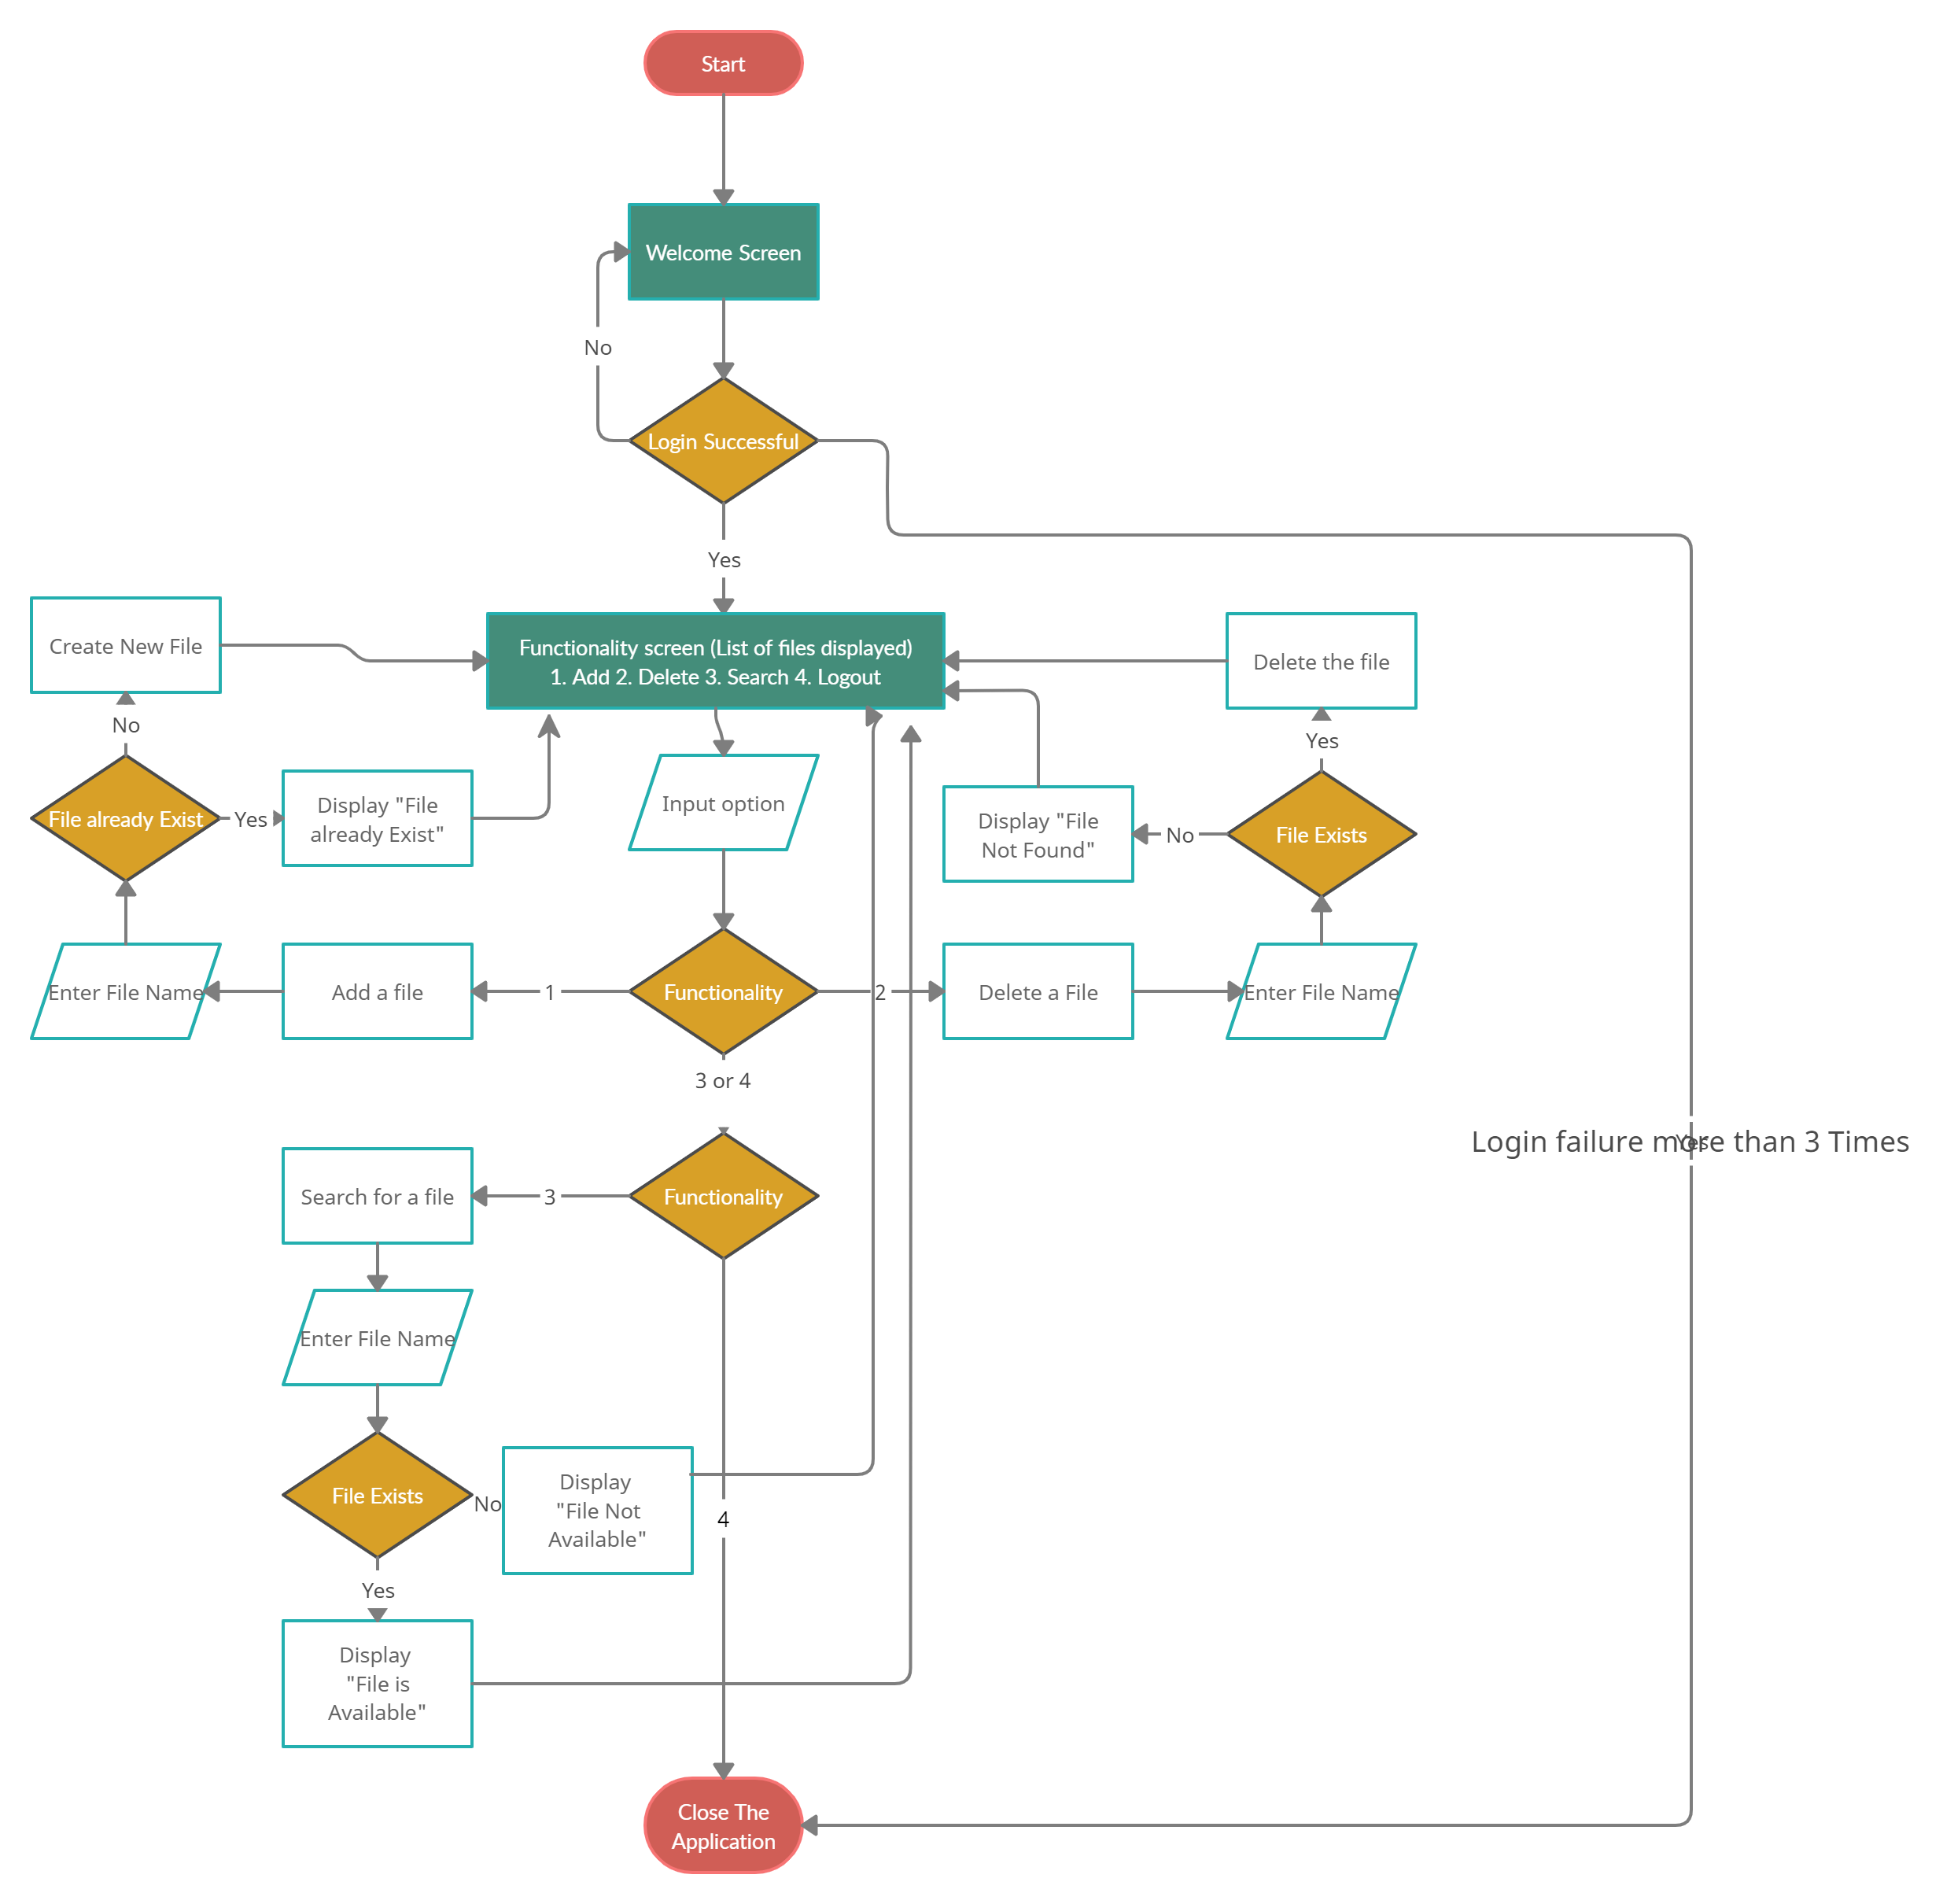 Start
Welcome Screen
No
Login Successful
Yes
Create New File
Functionality screen (List of files displayed)
1. Add 2. Delete 3. Search 4. Logout
Delete the file
No
Yes
File already Exist
Yes
Display "File
already Exist"
Input option
Display "File
Not Found"
No
File Exists
Enter File Name
Add a file
1
Functionality
2
Delete a File
Enter File Name
3 or 4
Login failure more than 3 Times
Yes
Search for a file
3
Functionality
Enter File Name
File Exists
No
Display
"File Not
Available"
4
Yes
Display
"File is
Available"
Close The
Application